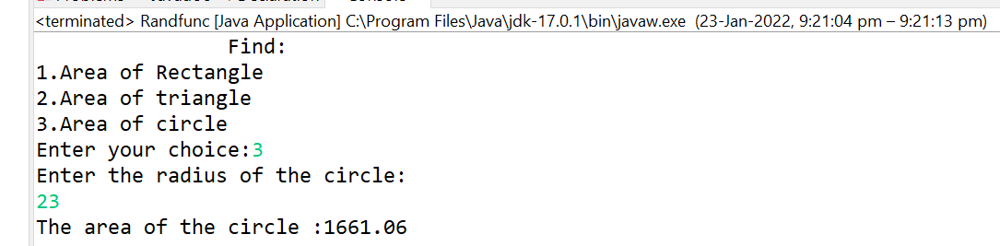 Console
<terminated> Randfunc [Java Application] C:\Program Files\Java\jdk-17.0.1\bin\javaw.exe (23-Jan-2022, 9:21:04 pm – 9:21:13 pm)
Find:
1.Area of Rectangle
2.Area of triangle
3.Area of circle
Enter your choice:3
Enter the radius of the circle:
23
The area of the circle :1661.06